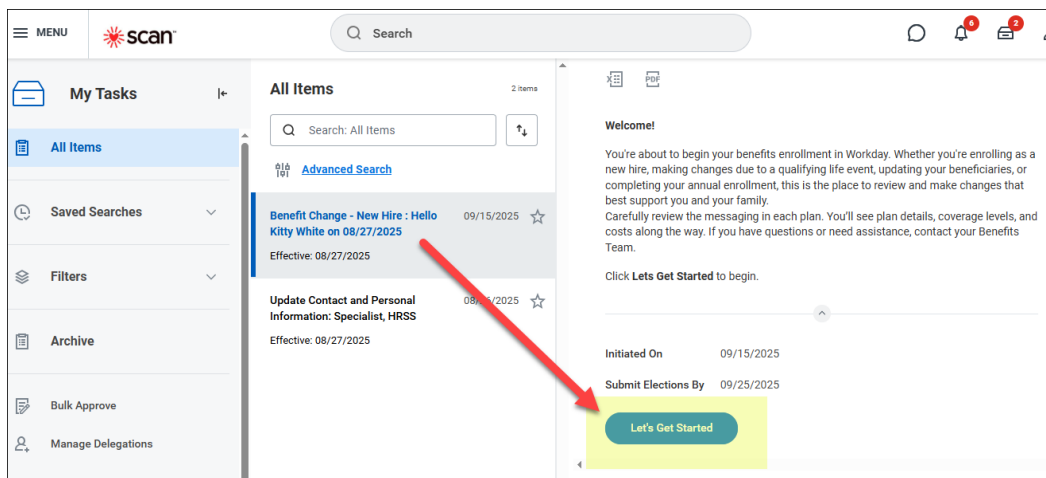 MENU
scan
Search
6
2
My Tasks
All Items
Saved Searches
Filters
Archive
Bulk Approve
Manage Delegations
All Items
2 items
Search: All Items
Advanced Search
Benefit Change - New Hire : Hello
Kitty White on 08/27/2025
09/15/2025
Effective: 08/27/2025
Update Contact and Personal
Information: Specialist, HRSS
Effective: 08/27/2025
PDF
Welcome!
You're about to begin your benefits enrollment in Workday. Whether you're enrolling as a
new hire, making changes due to a qualifying life event, updating your beneficiaries, or
completing your annual enrollment, this is the place to review and make changes that
best support you and your family.
Carefully review the messaging in each plan. You'll see plan details, coverage levels, and
costs along the way. If you have questions or need assistance, contact your Benefits
Team.
Click Lets Get Started to begin.
Initiated On 09/15/2025
Submit Elections By 09/25/2025
Let's Get Started